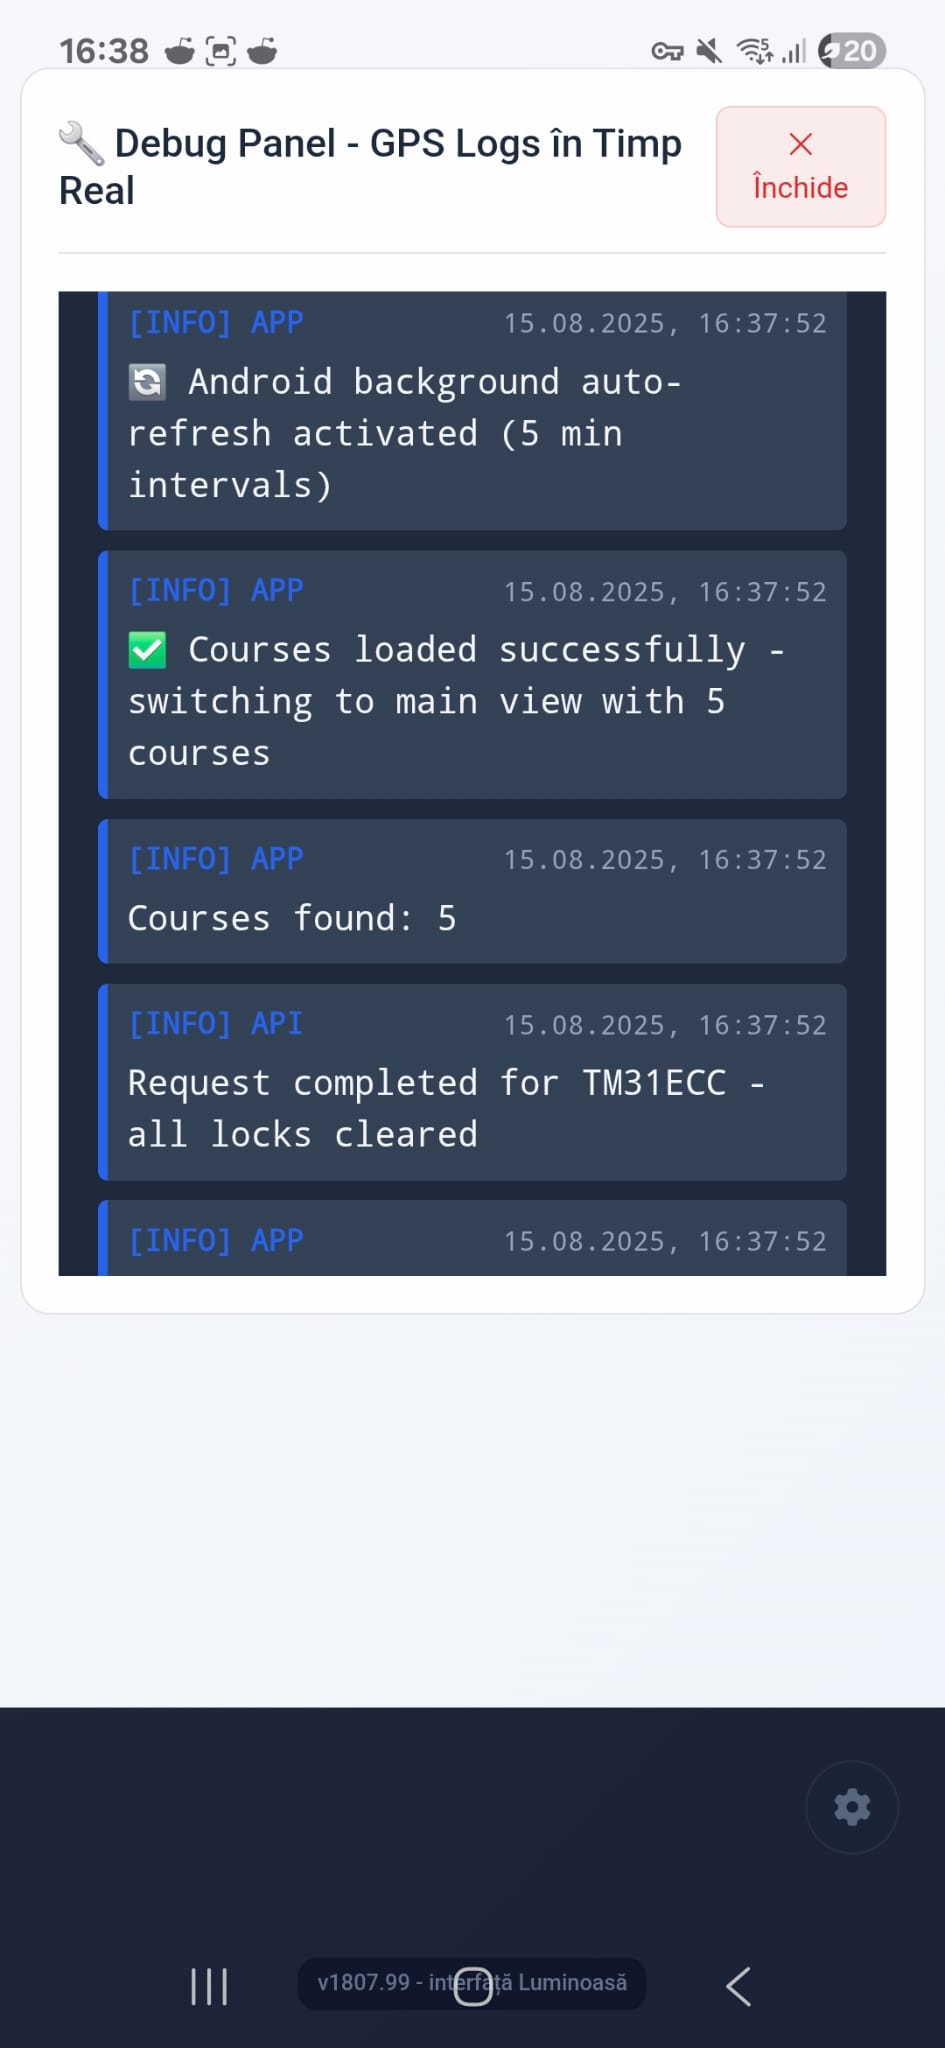 16:38
5
20
Debug Panel - GPS Logs în Timp
Real
Închide
[INFO] APP 15.08.2025, 16:37:52
Android background auto-
refresh activated (5 min
intervals)
[INFO] APP 15.08.2025, 16:37:52
Courses loaded successfully -
switching to main view with 5
courses
[INFO] APP 15.08.2025, 16:37:52
Courses found: 5
[INFO] API 15.08.2025, 16:37:52
Request completed for TM31ECC -
all locks cleared
[INFO] APP 15.08.2025, 16:37:52
v1807.99 - interfață Luminoasă